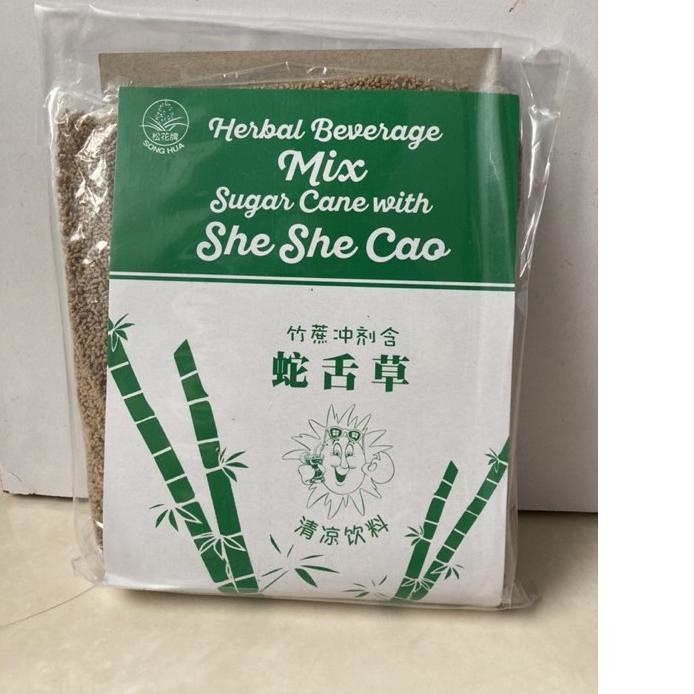 松花牌
SONG HUA
Herbal Beverage
Mix
Sugar Cane with
She She Cao
竹蔗冲剂含
蛇舌草
清凉饮料